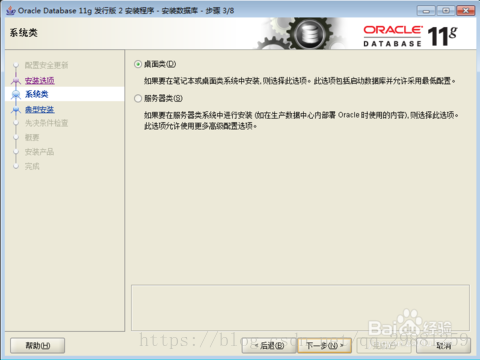 Oracle Database 11g 发行版 2 安装程序 - 安装数据库 - 步骤 3/8
系统类
ORACLE
DATABASE 11g
配置安全更新
安装选项
系统类
典型安装
先决条件检查
概要
安装产品
完成
桌面类(D)
如果要在笔记本或桌面类系统中安装,则选择此选项。此选项包括启动数据库并允许采用最低配置。
服务器类(S)
如果要在服务器类系统中进行安装 (如在生产数据中心内部署 Oracle 时使用的内容),则选择此选项。
此选项允许使用更多高级配置选项。
Baidu经验
帮助(H)
< 后退(B)
下一步(N) >
取消